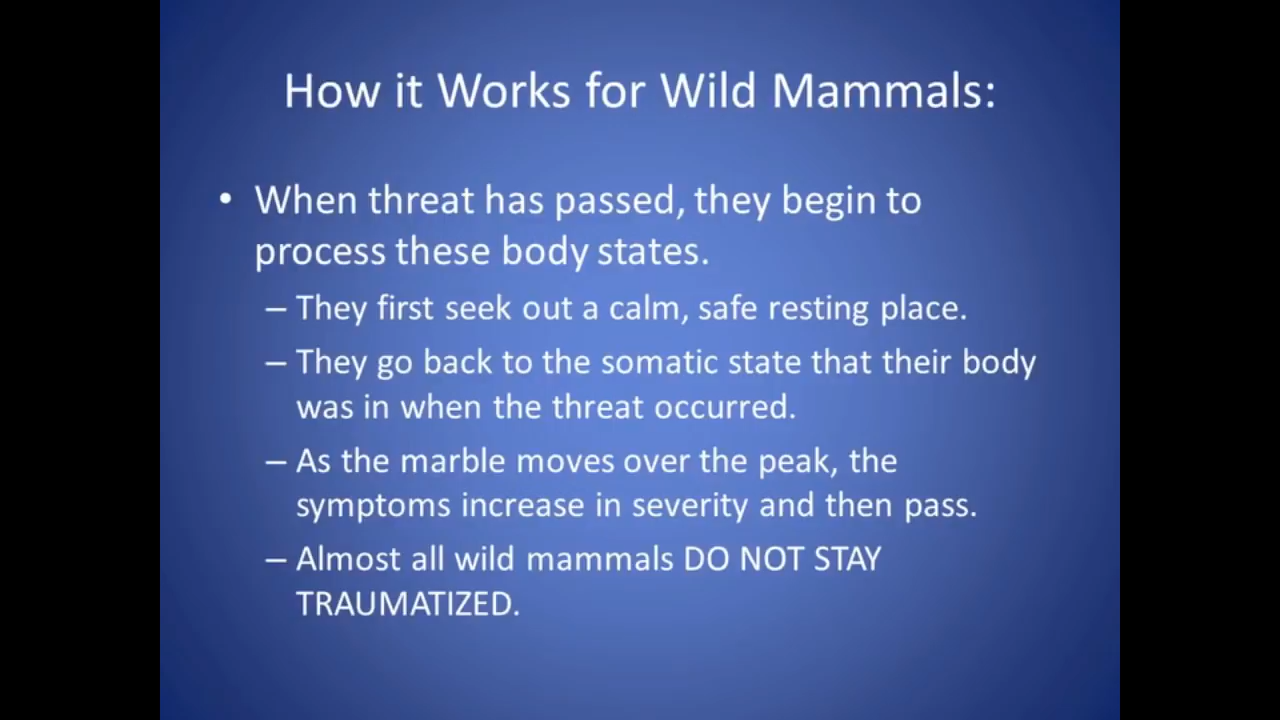 How it Works for Wild Mammals:
• When threat has passed, they begin to
process these body states.
– They first seek out a calm, safe resting place.
– They go back to the somatic state that their body
was in when the threat occurred.
– As the marble moves over the peak, the
symptoms increase in severity and then pass.
– Almost all wild mammals DO NOT STAY
TRAUMATIZED.